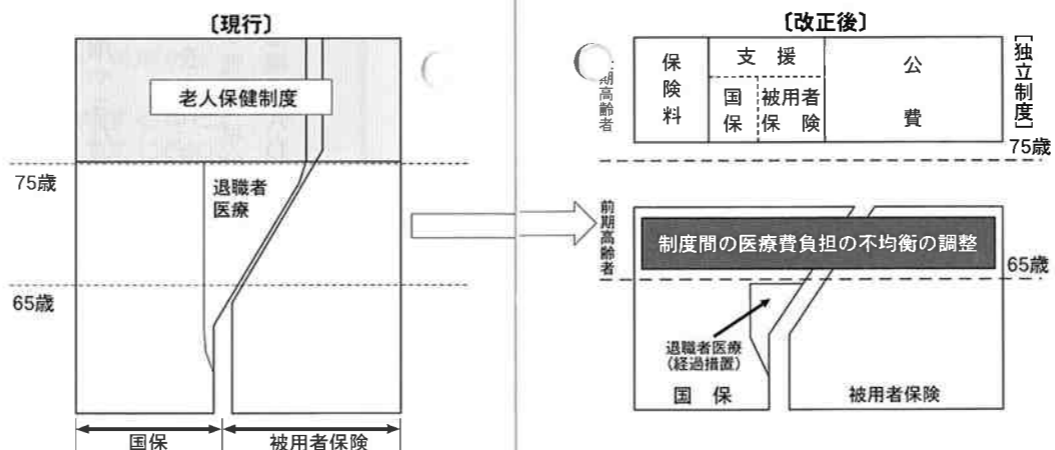 〔現行〕
老人保健制度
75歳
退職者
医療
65歳
国保
被用者保険
〔改正後〕
期高齢者
保険料
支援
国保
被用者保険
公費
［独立制度］
75歳
前期高齢者
制度間の医療費負担の不均衡の調整
65歳
退職者医療
（経過措置）
国保
被用者保険